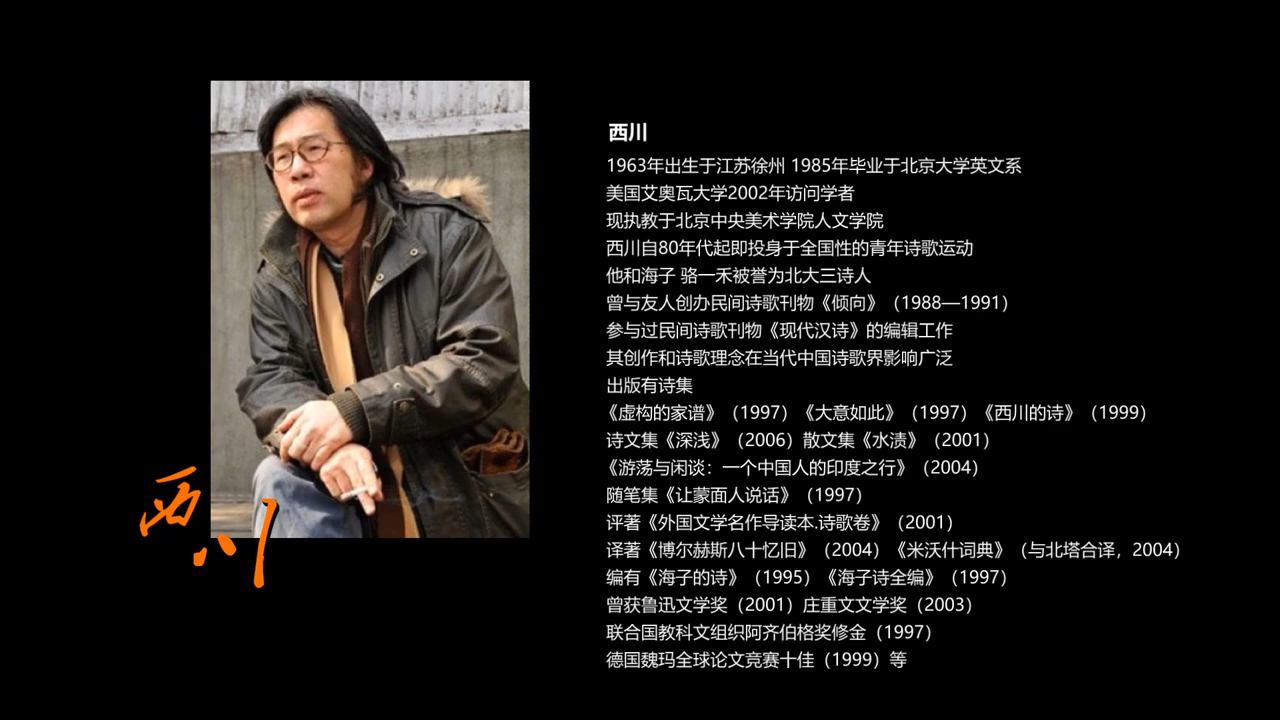 西川
1963年出生于江苏徐州 1985年毕业于北京大学英文系
美国艾奥瓦大学2002年访问学者
现执教于北京中央美术学院人文学院
西川自80年代起即投身于全国性的青年诗歌运动
他和海子 骆一禾被誉为北大三诗人
曾与友人创办民间诗歌刊物《倾向》（1988—1991）
参与过民间诗歌刊物《现代汉诗》的编辑工作
其创作和诗歌理念在当代中国诗歌界影响广泛
出版有诗集
《虚构的家谱》（1997）《大意如此》（1997）《西川的诗》（1999）
诗文集《深浅》（2006）散文集《水渍》（2001）
《游荡与闲谈：一个中国人的印度之行》（2004）
随笔集《让蒙面人说话》（1997）
评著《外国文学名作导读本.诗歌卷》（2001）
译著《博尔赫斯八十忆旧》（2004）《米沃什词典》（与北塔合译，2004）
编有《海子的诗》（1995）《海子诗全编》（1997）
曾获鲁迅文学奖（2001）庄重文文学奖（2003）
联合国教科文组织阿齐伯格奖修金（1997）
德国魏玛全球论文竞赛十佳（1999）等
西川